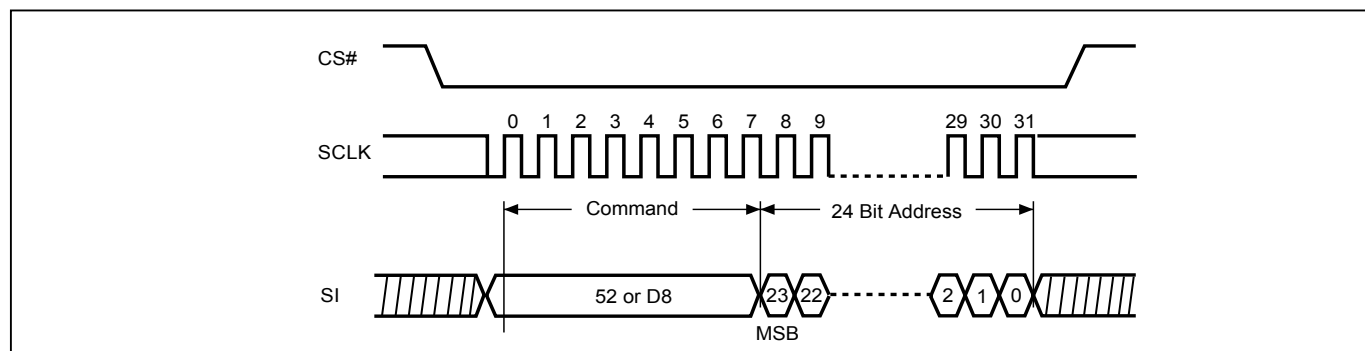 CS#
0 1 2 3 4 5 6 7 8 9 29 30 31
SCLK
Command 24 Bit Address
SI 52 or D8 23 22 2 1 0
MSB